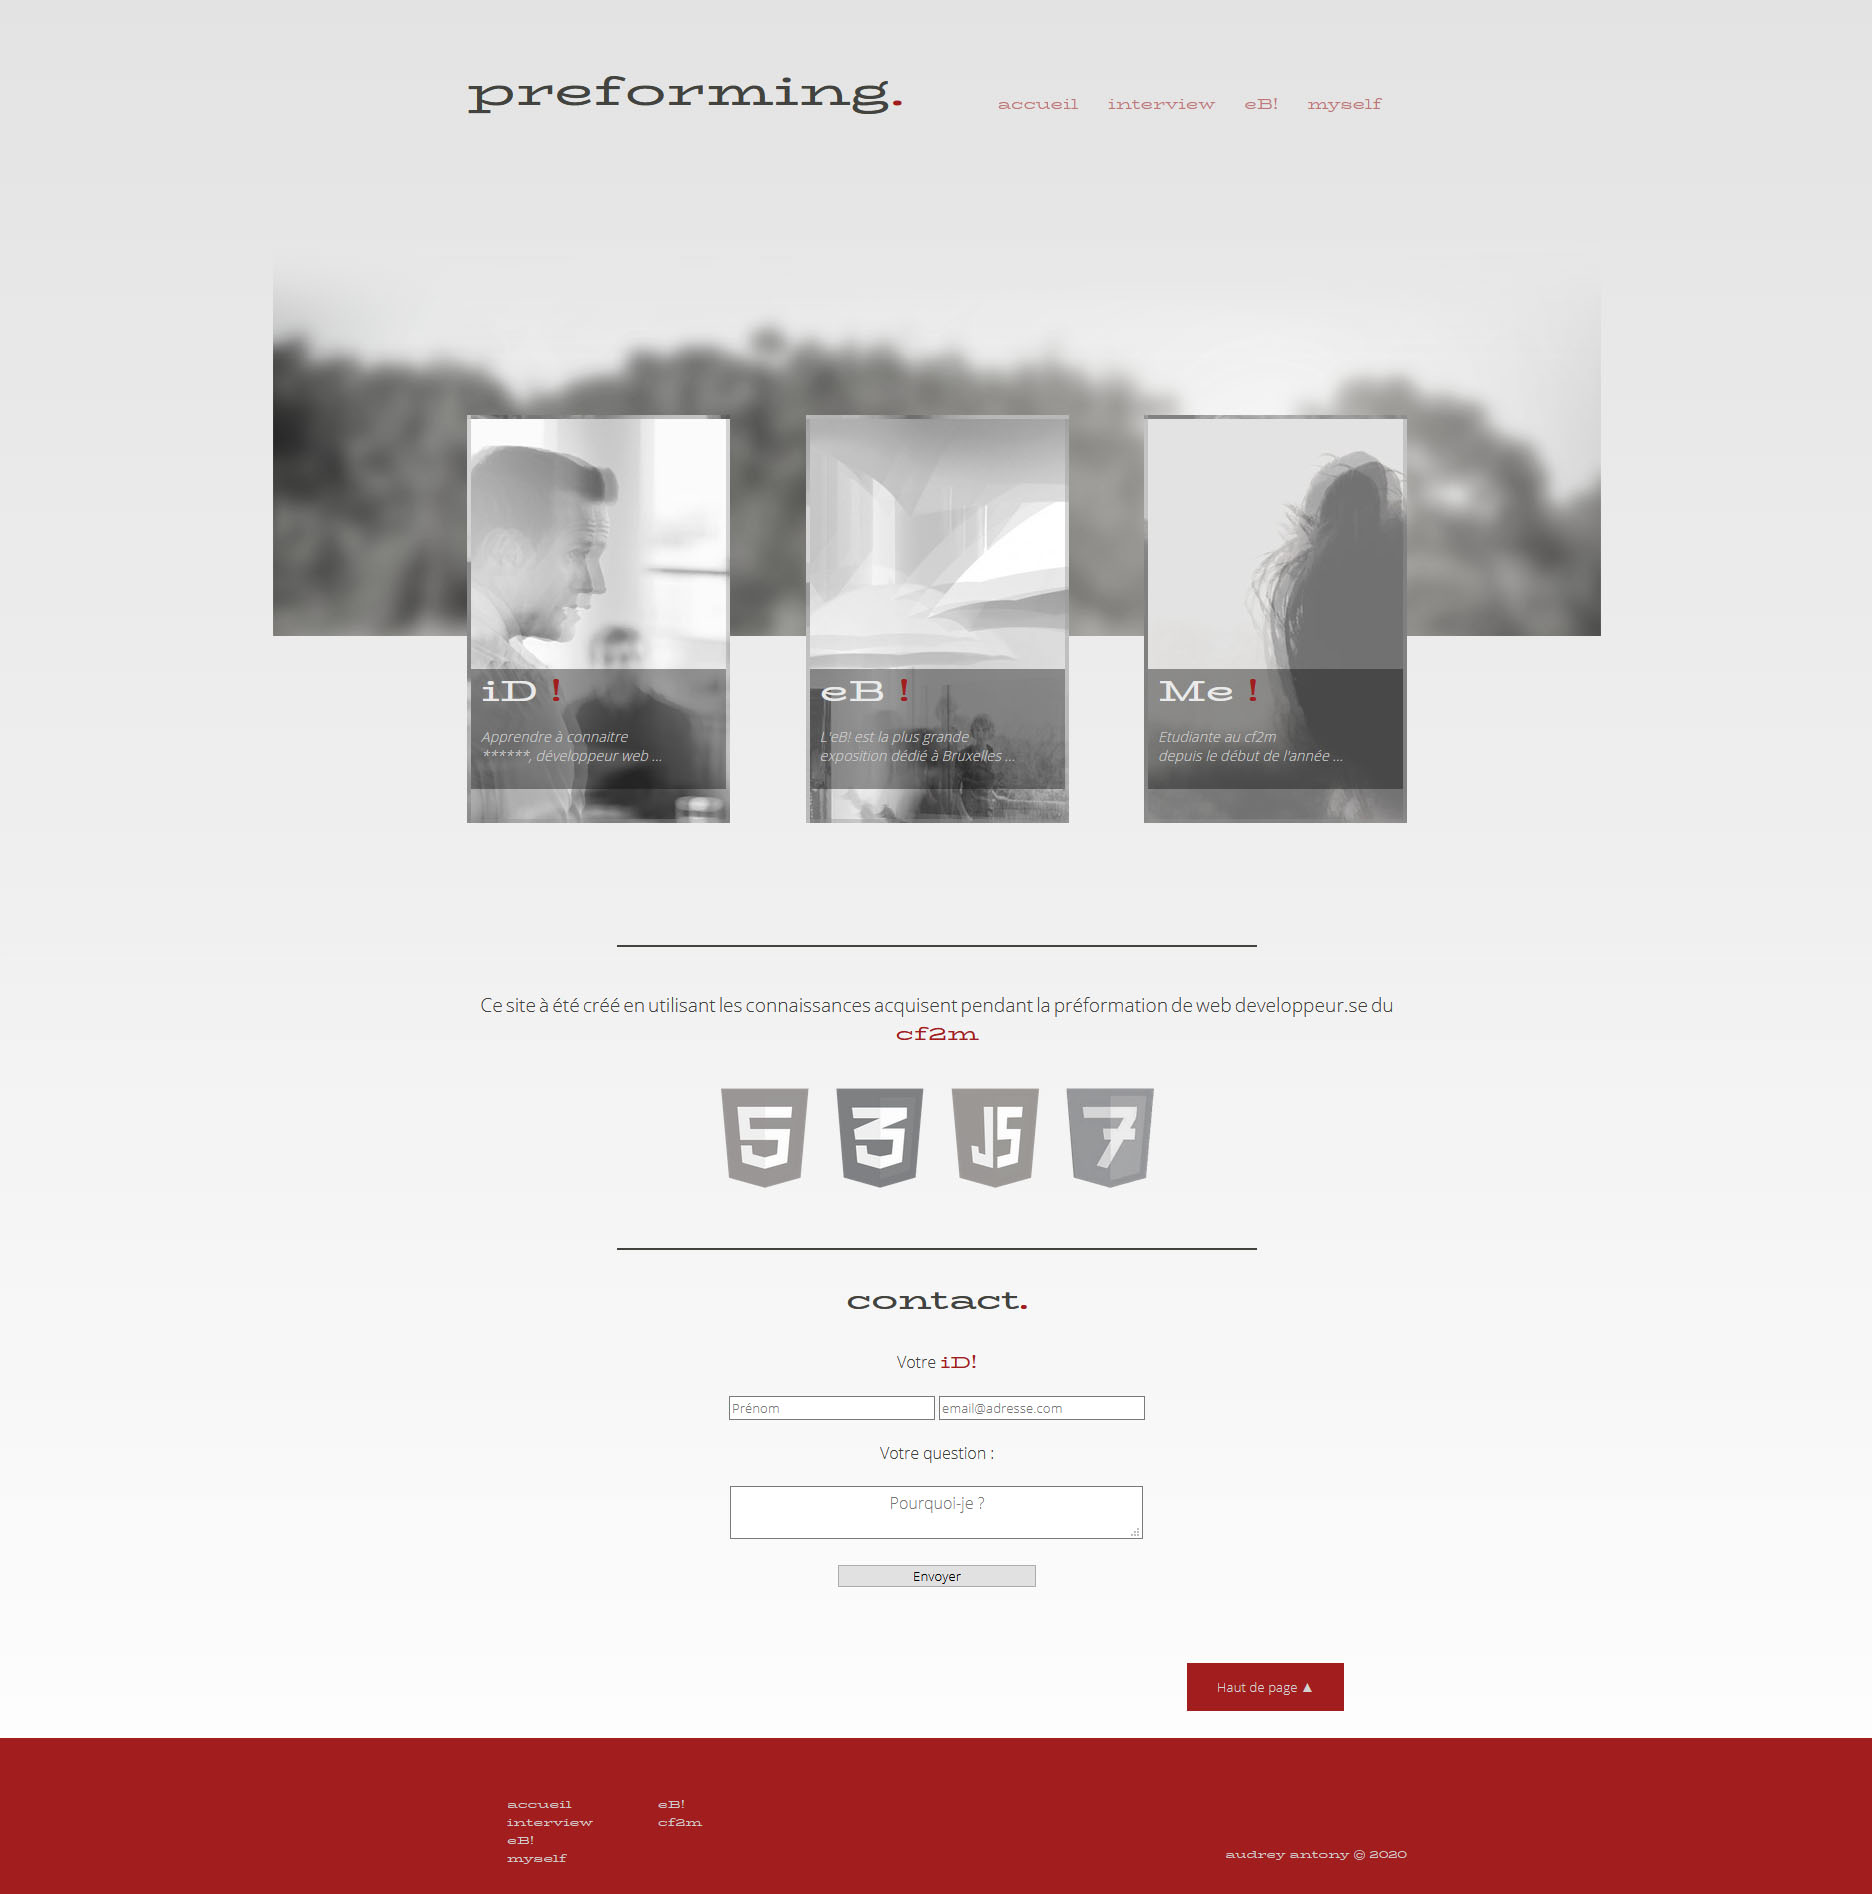 preforming.
accueil interview eB! myself
iD !
Apprendre à connaitre
******, développeur web ...
eB !
L'eB! est la plus grande
exposition dédié à Bruxelles ...
Me !
Etudiante au cf2m
depuis le début de l'année ...
Ce site à été créé en utilisant les connaissances acquisent pendant la préformation de web developpeur.se du
cf2m
5 3 JS 7
contact.
Votre iD!
Prénom email@adresse.com
Votre question :
Pourquoi-je ?
Envoyer
Haut de page ▲
accueil eB!
interview cf2m
eB!
myself
audrey antony © 2020